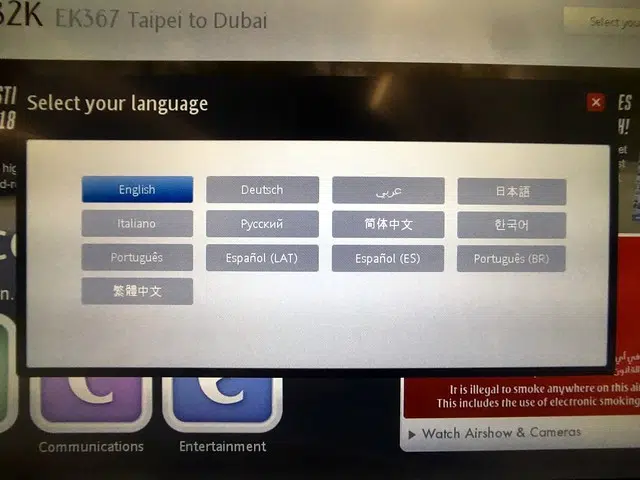 32K EK367 Taipei to Dubai
Select your
Select your language
English
Deutsch
عربي
日本語
Italiano
Русский
简体中文
한국어
Português
Español (LAT)
Español (ES)
Português (BR)
繁體中文
It is illegal to smoke anywhere on this
This includes the use of electronic smoking
Communications
Entertainment
Watch Airshow & Cameras